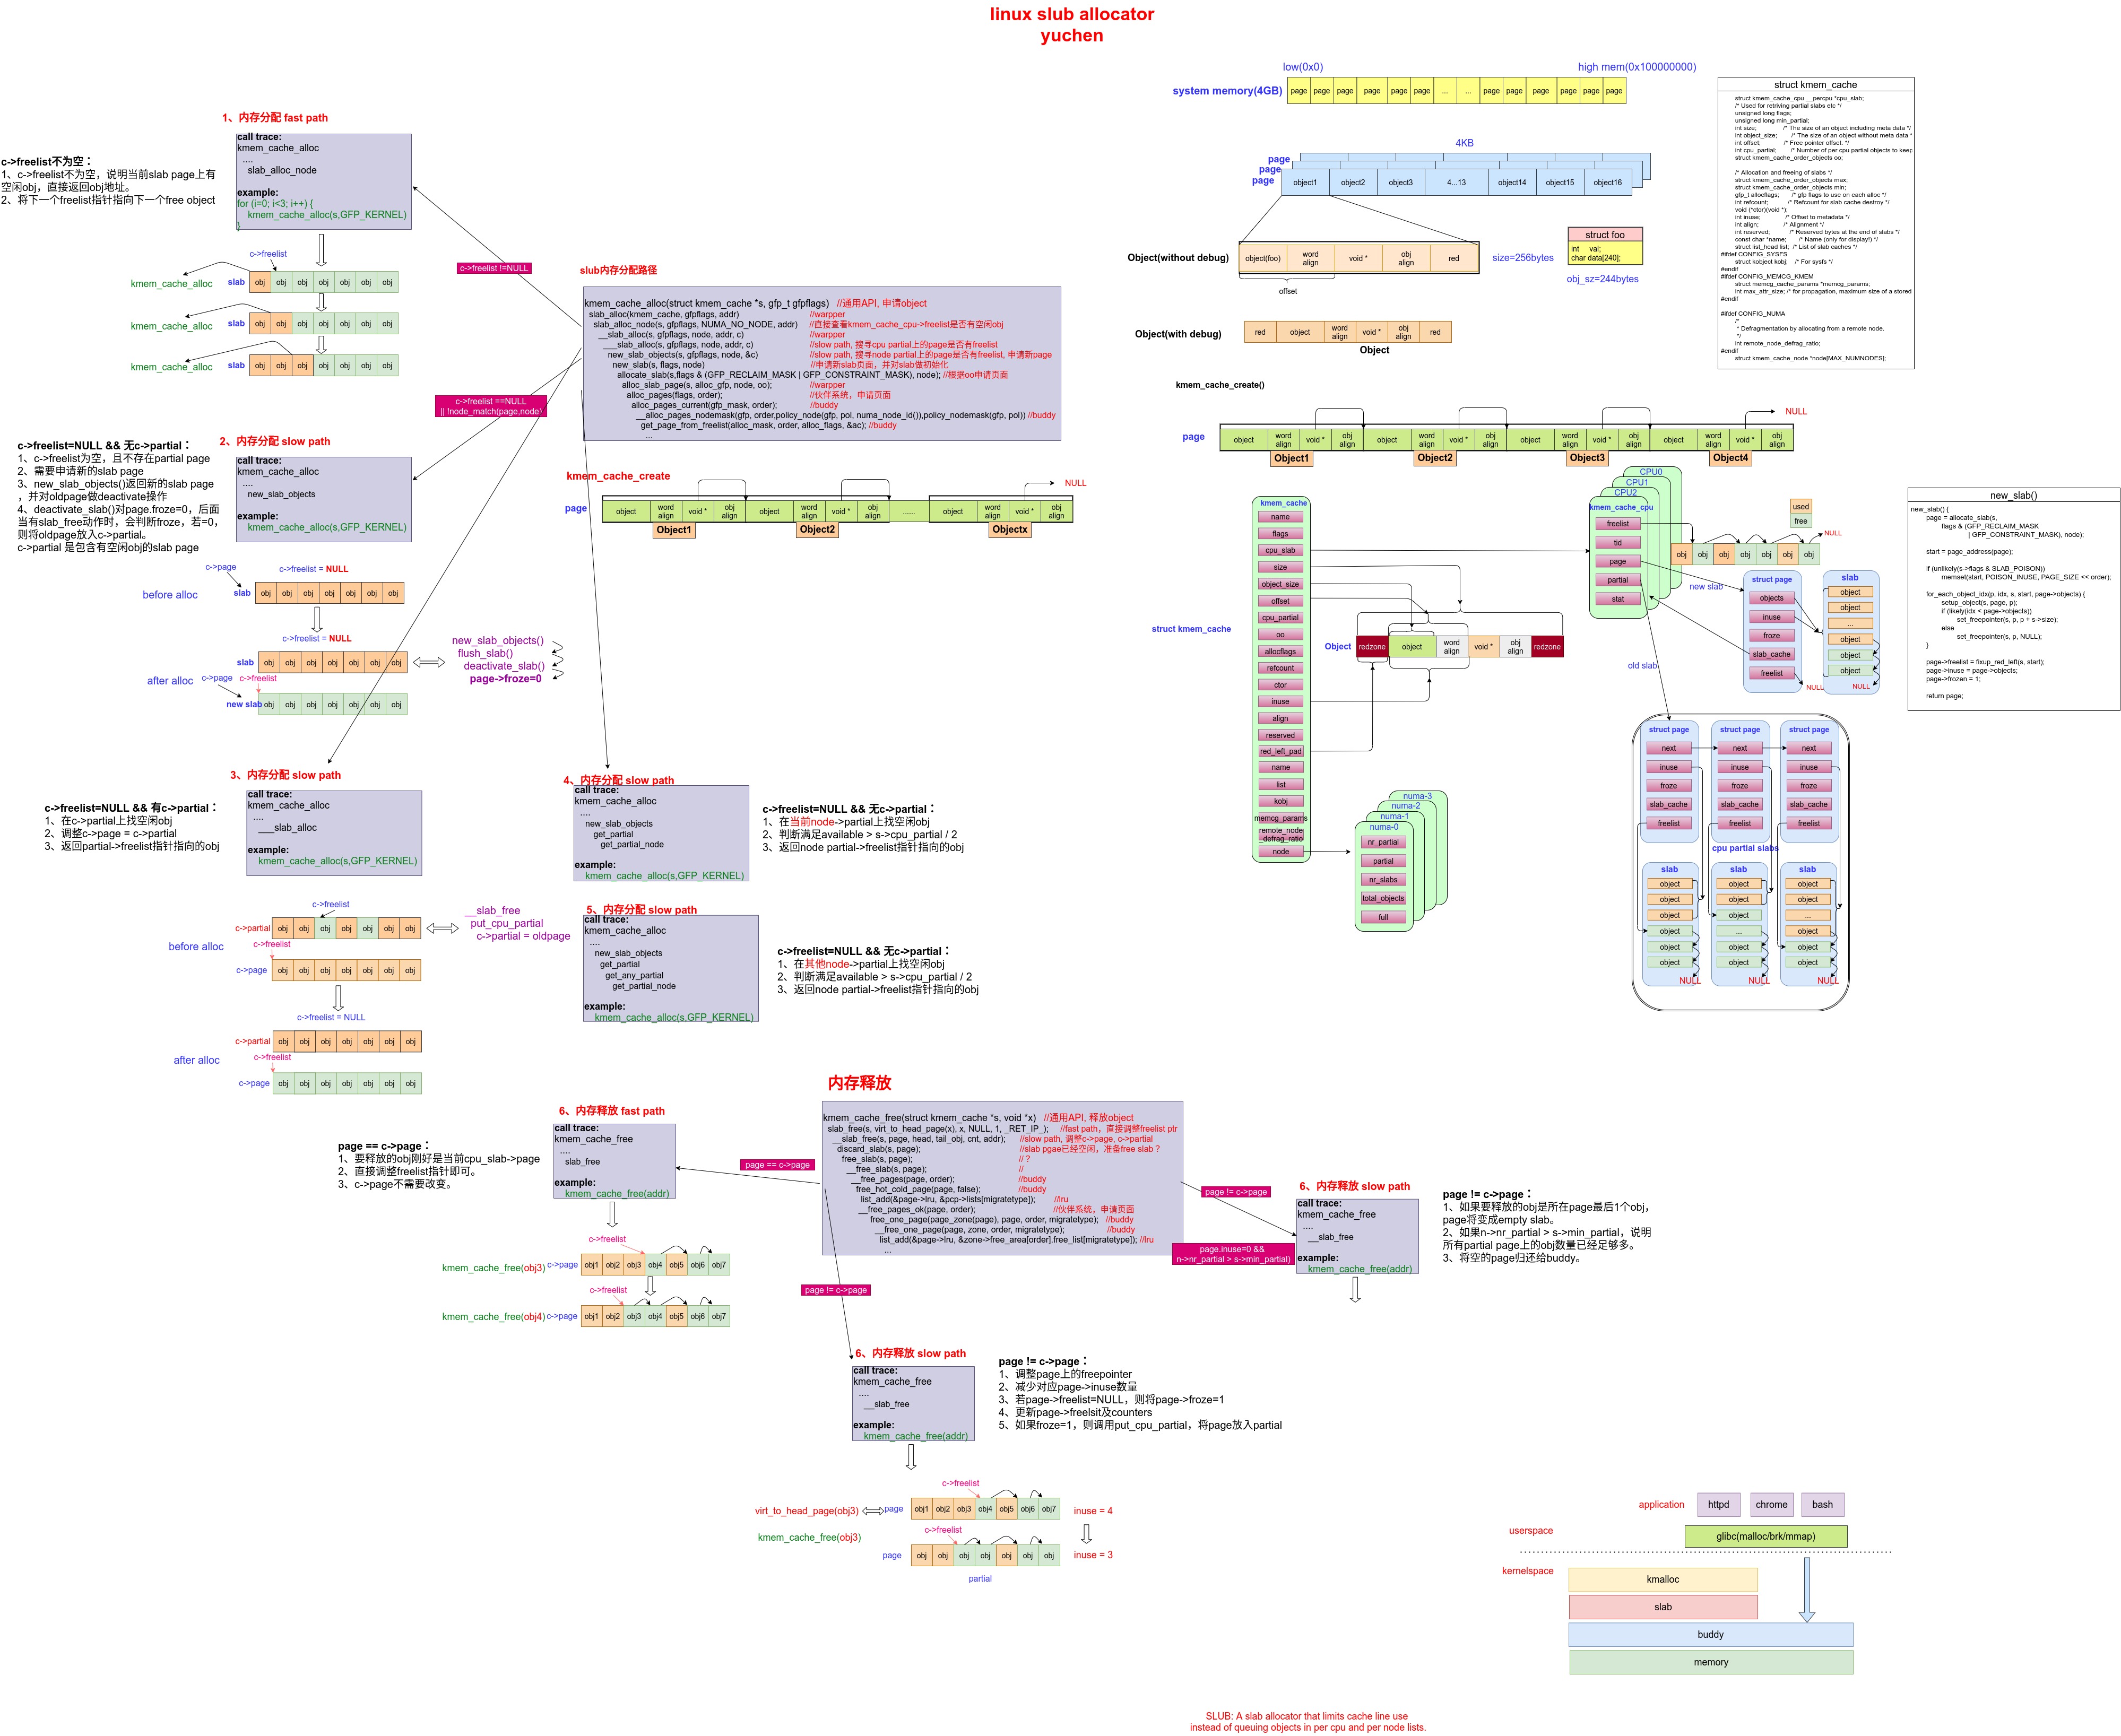 linux slub allocator
yuchen
1、内存分配 fast path
call trace:
kmem_cache_alloc
....
slab_alloc_node
example:
for (i=0; i<3; i++) {
kmem_cache_alloc(s,GFP_KERNEL)
}
c->freelist不为空：
1、c->freelist不为空，说明当前slab page上有
空闲obj，直接返回obj地址。
2、将下一个freelist指针指向下一个free object
c->freelist
kmem_cache_alloc
slab
obj obj obj obj obj obj obj
kmem_cache_alloc
slab
obj obj obj obj obj obj obj
kmem_cache_alloc
slab
obj obj obj obj obj obj obj
c->freelist !=NULL
c->freelist ==NULL
|| !node_match(page,node)
slub内存分配路径
kmem_cache_alloc(struct kmem_cache *s, gfp_t gfpflags) //通用API, 申请object
slab_alloc(kmem_cache, gfpflags, addr) //warpper
slab_alloc_node(s, gfpflags, NUMA_NO_NODE, addr) //直接查看kmem_cache_cpu->freelist是否有空闲obj
__slab_alloc(s, gfpflags, node, addr, c) //warpper
___slab_alloc(s, gfpflags, node, addr, c) //slow path, 搜寻cpu partial上的page是否有freelist
new_slab_objects(s, gfpflags, node, &c) //slow path, 搜寻node partial上的page是否有freelist, 申请新page
new_slab(s, flags, node) //申请新slab页面，并对slab做初始化
allocate_slab(s,flags & (GFP_RECLAIM_MASK | GFP_CONSTRAINT_MASK), node); //根据oo申请页面
alloc_slab_page(s, alloc_gfp, node, oo); //warpper
alloc_pages(flags, order); //伙伴系统，申请页面
alloc_pages_current(gfp_mask, order); //buddy
__alloc_pages_nodemask(gfp, order,policy_node(gfp, pol, numa_node_id()),policy_nodemask(gfp, pol)) //buddy
get_page_from_freelist(alloc_mask, order, alloc_flags, &ac); //buddy
...
kmem_cache_create
NULL
page
object word align void * obj align object word align void * obj align ...... object word align void * obj align
Object1 Object2 Objectx
2、内存分配 slow path
call trace:
kmem_cache_alloc
....
new_slab_objects
example:
kmem_cache_alloc(s,GFP_KERNEL)
c->freelist=NULL && 无c->partial：
1、c->freelist为空，且不存在partial page
2、需要申请新的slab page
3、new_slab_objects()返回新的slab page
，并对oldpage做deactivate操作
4、deactivate_slab()对page.froze=0，后面
当有slab_free动作时，会判断froze，若=0，
则将oldpage放入c->partial。
c->partial 是包含有空闲obj的slab page
c->page
c->freelist = NULL
before alloc
slab
obj obj obj obj obj obj obj
c->freelist = NULL
slab
obj obj obj obj obj obj obj
after alloc
c->page
c->freelist
new slab
obj obj obj obj obj obj obj
new_slab_objects()
flush_slab()
deactivate_slab()
page->froze=0
3、内存分配 slow path
call trace:
kmem_cache_alloc
....
___slab_alloc
example:
kmem_cache_alloc(s,GFP_KERNEL)
c->freelist=NULL && 有c->partial：
1、在c->partial上找空闲obj
2、调整c->page = c->partial
3、返回partial->freelist指针指向的obj
c->freelist
c->partial
obj obj obj obj obj obj obj
before alloc
c->freelist
c->page
obj obj obj obj obj obj obj
__slab_free
put_cpu_partial
c->partial = oldpage
c->freelist = NULL
c->partial
obj obj obj obj obj obj obj
after alloc
c->freelist
c->page
obj obj obj obj obj obj obj
4、内存分配 slow path
call trace:
kmem_cache_alloc
....
new_slab_objects
get_partial
get_partial_node
example:
kmem_cache_alloc(s,GFP_KERNEL)
c->freelist=NULL && 无c->partial：
1、在当前node->partial上找空闲obj
2、判断满足available > s->cpu_partial / 2
3、返回node partial->freelist指针指向的obj
5、内存分配 slow path
call trace:
kmem_cache_alloc
....
new_slab_objects
get_partial
get_any_partial
get_partial_node
example:
kmem_cache_alloc(s,GFP_KERNEL)
c->freelist=NULL && 无c->partial：
1、在其他node->partial上找空闲obj
2、判断满足available > s->cpu_partial / 2
3、返回node partial->freelist指针指向的obj
内存释放
kmem_cache_free(struct kmem_cache *s, void *x) //通用API, 释放object
slab_free(s, virt_to_head_page(x), x, NULL, 1, _RET_IP_); //fast path，直接调整freelist ptr
__slab_free(s, page, head, tail_obj, cnt, addr); //slow path, 调整c->page, c->partial
discard_slab(s, page); //slab pgae已经空闲，准备free slab ?
free_slab(s, page); // ?
__free_slab(s, page); //
__free_pages(page, order); //buddy
free_hot_cold_page(page, false); //buddy
list_add(&page->lru, &pcp->lists[migratetype]); //lru
__free_pages_ok(page, order); //伙伴系统，申请页面
free_one_page(page_zone(page), page, order, migratetype); //buddy
__free_one_page(page, zone, order, migratetype); //buddy
list_add(&page->lru, &zone->free_area[order].free_list[migratetype]); //lru
...
6、内存释放 fast path
call trace:
kmem_cache_free
....
slab_free
example:
kmem_cache_free(addr)
page == c->page：
1、要释放的obj刚好是当前cpu_slab->page
2、直接调整freelist指针即可。
3、c->page不需要改变。
page == c->page
c->freelist
kmem_cache_free(obj3) c->page
obj1 obj2 obj3 obj4 obj5 obj6 obj7
c->freelist
kmem_cache_free(obj4) c->page
obj1 obj2 obj3 obj4 obj5 obj6 obj7
page != c->page
page != c->page
page.inuse=0 &&
n->nr_partial > s->min_partial)
6、内存释放 slow path
call trace:
kmem_cache_free
....
__slab_free
example:
kmem_cache_free(addr)
page != c->page：
1、如果要释放的obj是所在page最后1个obj，
page将变成empty slab。
2、如果n->nr_partial > s->min_partial，说明
所有partial page上的obj数量已经足够多。
3、将空的page归还给buddy。
6、内存释放 slow path
call trace:
kmem_cache_free
....
__slab_free
example:
kmem_cache_free(addr)
page != c->page：
1、调整page上的freepointer
2、减少对应page->inuse数量
3、若page->freelist=NULL，则将page->froze=1
4、更新page->freelsit及counters
5、如果froze=1，则调用put_cpu_partial，将page放入partial
c->freelist
virt_to_head_page(obj3)
page
obj1 obj2 obj3 obj4 obj5 obj6 obj7
inuse = 4
kmem_cache_free(obj3)
c->freelist
page
obj obj obj obj obj obj obj
inuse = 3
partial
low(0x0)
high mem(0x100000000)
system memory(4GB)
page page page page page page ... ... page page page page page page
4KB
page
page
page
object1 object2 object3 4...13 object14 object15 object16
Object(without debug)
object(foo) word align void * obj align red
offset
size=256bytes
struct foo
int val;
char data[240];
obj_sz=244bytes
Object(with debug)
red object word align void * obj align red
Object
kmem_cache_create()
NULL
page
object word align void * obj align object word align void * obj align object word align void * obj align object word align void * obj align
Object1 Object2 Object3 Object4
struct kmem_cache
struct kmem_cache_cpu __percpu *cpu_slab;
/* Used for retriving partial slabs etc */
unsigned long flags;
unsigned long min_partial;
int size; /* The size of an object including meta data */
int object_size; /* The size of an object without meta data *
int offset; /* Free pointer offset. */
int cpu_partial; /* Number of per cpu partial objects to keep
struct kmem_cache_order_objects oo;
/* Allocation and freeing of slabs */
struct kmem_cache_order_objects max;
struct kmem_cache_order_objects min;
gfp_t allocflags; /* gfp flags to use on each alloc */
int refcount; /* Refcount for slab cache destroy */
void (*ctor)(void *);
int inuse; /* Offset to metadata */
int align; /* Alignment */
int reserved; /* Reserved bytes at the end of slabs */
const char *name; /* Name (only for display!) */
struct list_head list; /* List of slab caches */
#ifdef CONFIG_SYSFS
struct kobject kobj; /* For sysfs */
#endif
#ifdef CONFIG_MEMCG_KMEM
struct memcg_cache_params *memcg_params;
int max_attr_size; /* for propagation, maximum size of a stored
#endif
#ifdef CONFIG_NUMA
/*
* Defragmentation by allocating from a remote node.
*/
int remote_node_defrag_ratio;
#endif
struct kmem_cache_node *node[MAX_NUMNODES];
struct kmem_cache
kmem_cache
name
flags
cpu_slab
size
object_size
offset
cpu_partial
oo
allocflags
refcount
ctor
inuse
align
reserved
red_left_pad
name
list
kobj
memcg_params
remote_node
_defrag_ratio
node
Object
redzone object word align void * obj align redzone
numa-3
numa-2
numa-1
numa-0
nr_partial
partial
nr_slabs
total_objects
full
CPU0
CPU1
CPU2
kmem_cache_cpu
freelist
tid
page
partial
stat
used
free
NULL
obj obj obj obj obj obj obj
new slab
old slab
struct page
objects
inuse
froze
slab_cache
freelist
NULL
slab
object
object
...
object
object
object
NULL
struct page struct page struct page
next next next
inuse inuse inuse
froze froze froze
slab_cache slab_cache slab_cache
freelist freelist freelist
cpu partial slabs
slab slab slab
object object object
object object object
object object ...
object ... object
object object object
object object object
NULL NULL NULL
new_slab()
new_slab() {
page = allocate_slab(s,
flags & (GFP_RECLAIM_MASK
| GFP_CONSTRAINT_MASK), node);
start = page_address(page);
if (unlikely(s->flags & SLAB_POISON))
memset(start, POISON_INUSE, PAGE_SIZE << order);
for_each_object_idx(p, idx, s, start, page->objects) {
setup_object(s, page, p);
if (likely(idx < page->objects))
set_freepointer(s, p, p + s->size);
else
set_freepointer(s, p, NULL);
}
page->freelist = fixup_red_left(s, start);
page->inuse = page->objects;
page->frozen = 1;
return page;
application
httpd chrome bash
userspace
glibc(malloc/brk/mmap)
kernelspace
kmalloc
slab
buddy
memory
SLUB: A slab allocator that limits cache line use
instead of queuing objects in per cpu and per node lists.